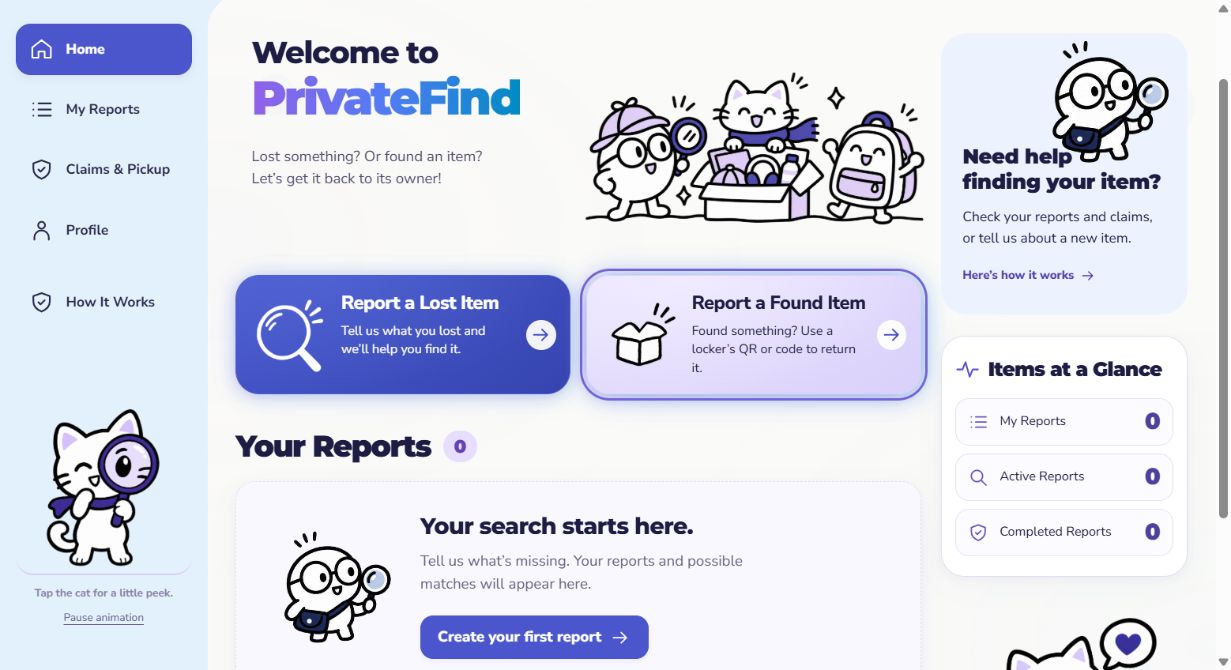 Home
My Reports
Claims & Pickup
Profile
How It Works
Tap the cat for a little peek.
Pause animation
Welcome to
PrivateFind
Lost something? Or found an item?
Let’s get it back to its owner!
Report a Lost Item
Tell us what you lost and
we’ll help you find it.
Report a Found Item
Found something? Use a
locker’s QR or code to return
it.
Your Reports 0
Your search starts here.
Tell us what’s missing. Your reports and possible
matches will appear here.
Create your first report
Need help
finding your item?
Check your reports and claims,
or tell us about a new item.
Here’s how it works
Items at a Glance
My Reports 0
Active Reports 0
Completed Reports 0